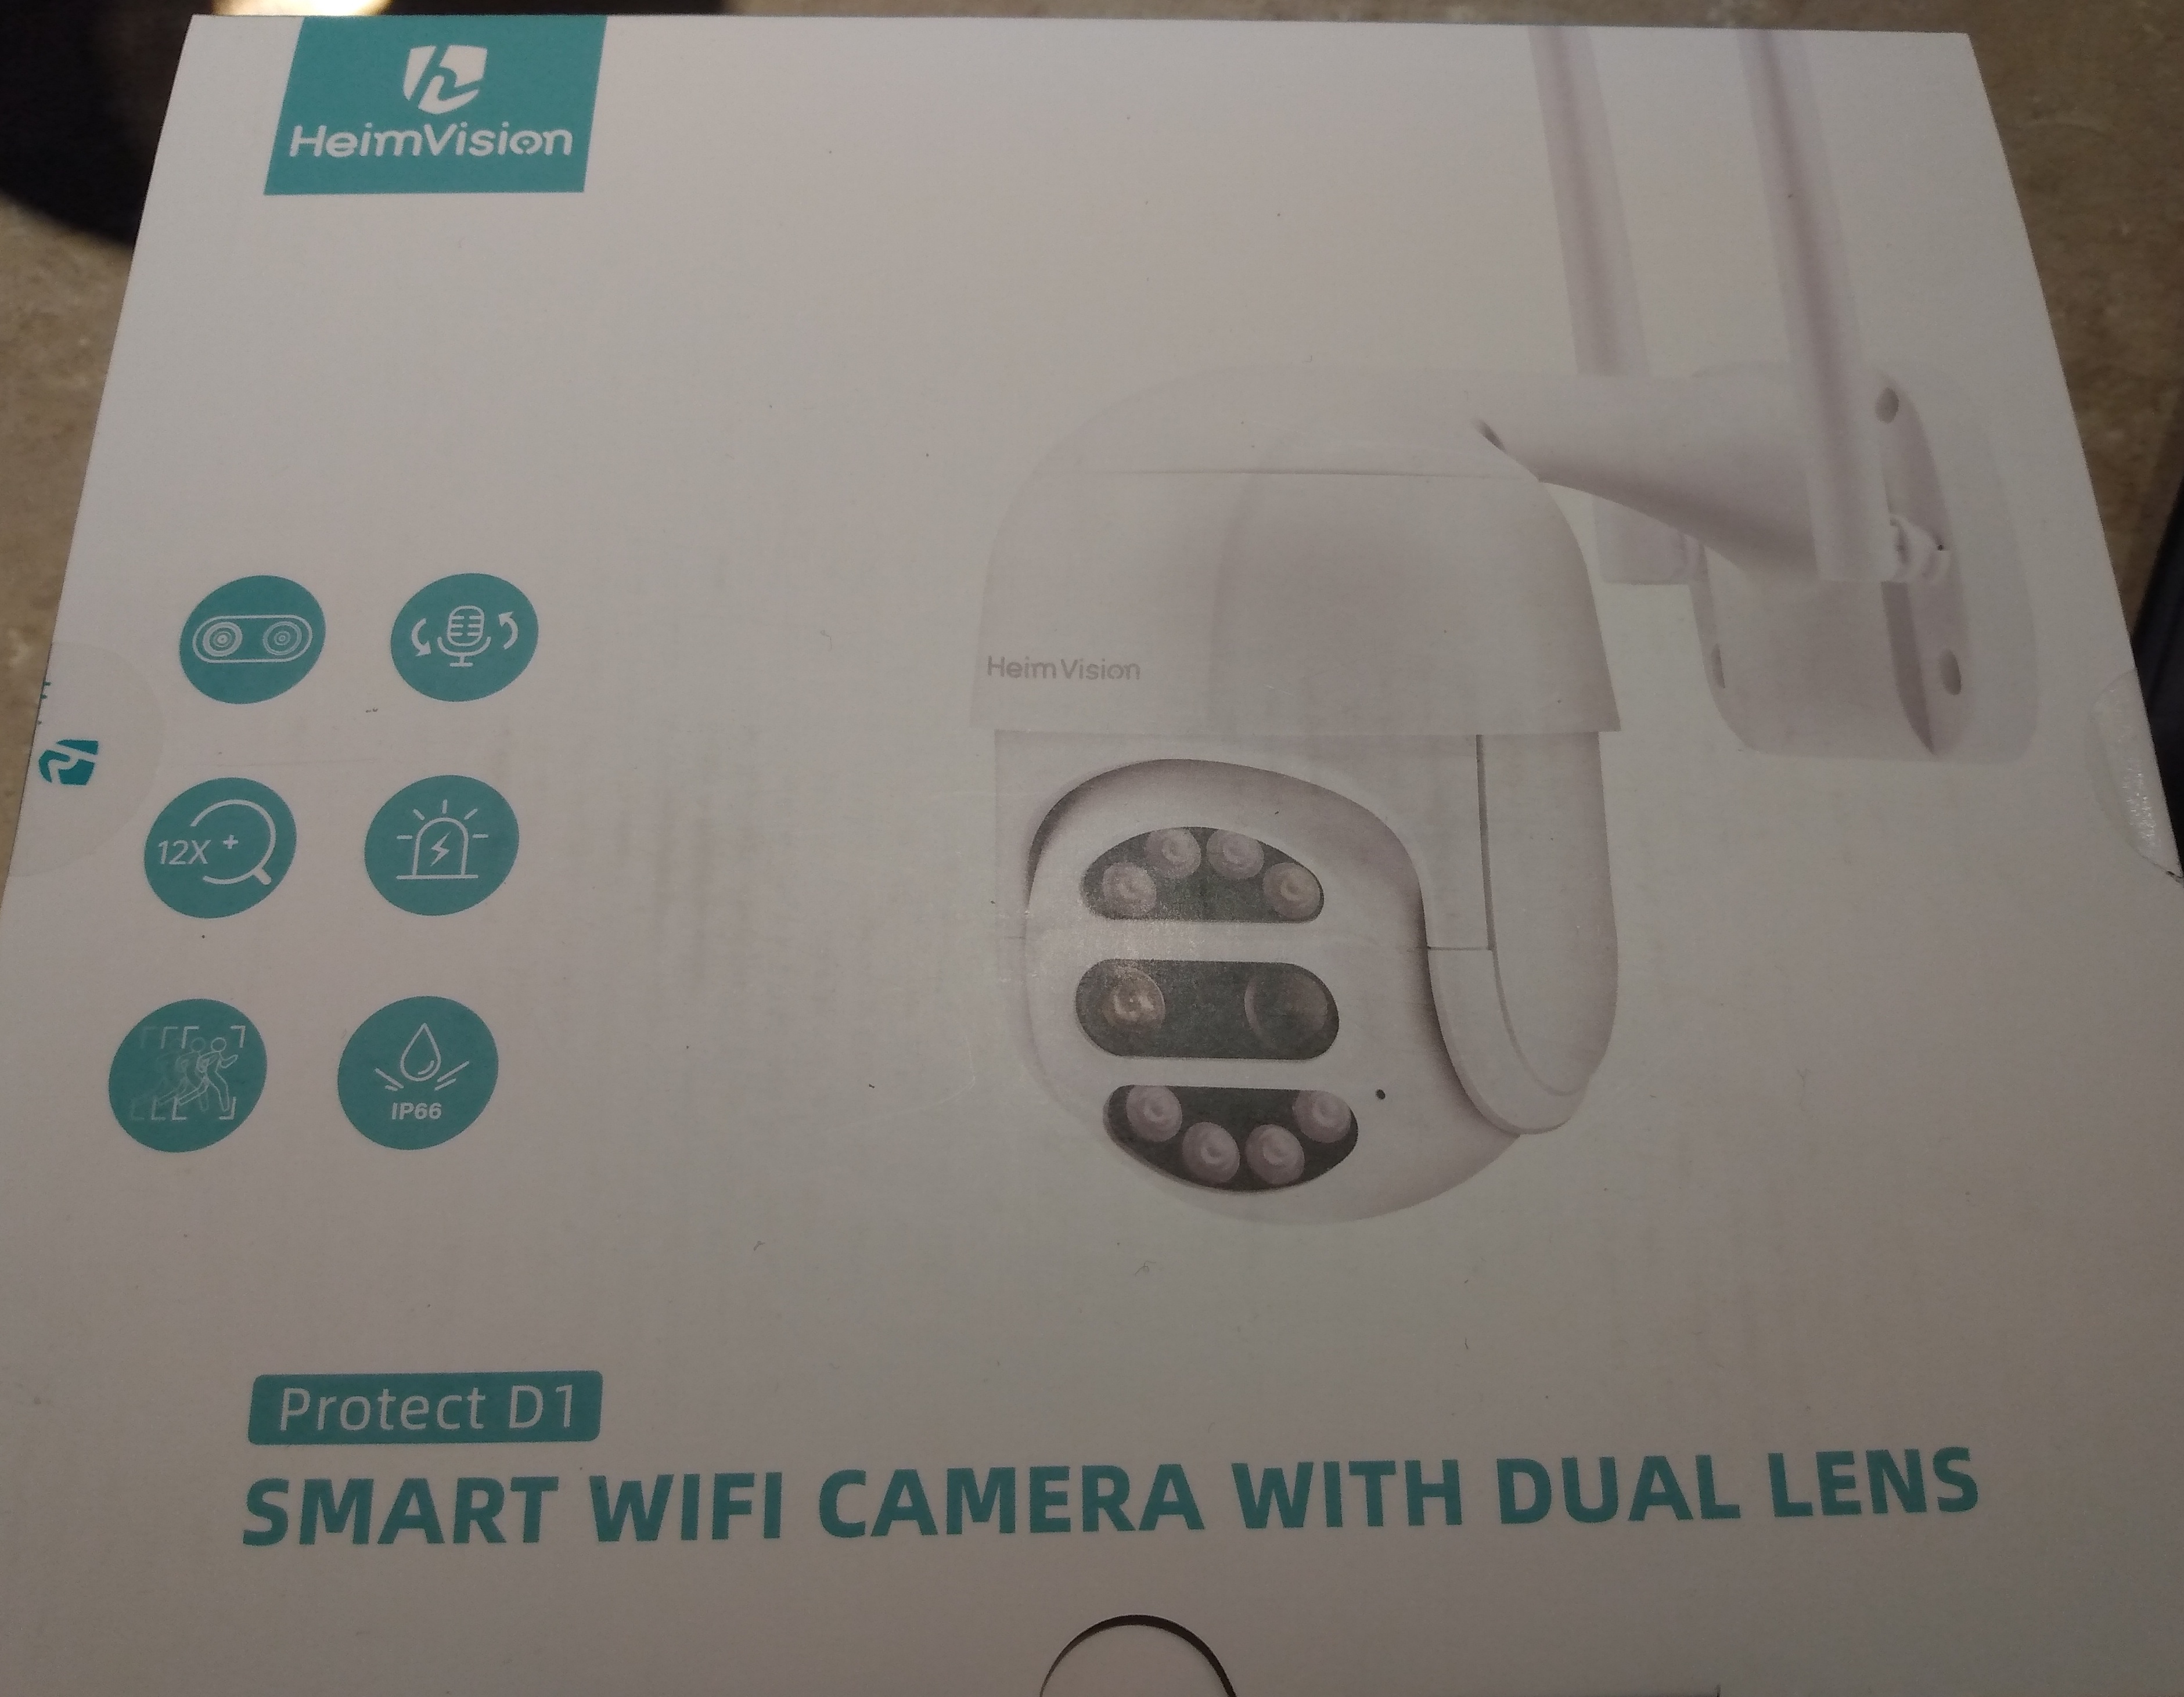 HeimVision
HeimVision
12X+
IP66
Protect D1
SMART WIFI CAMERA WITH DUAL LENS